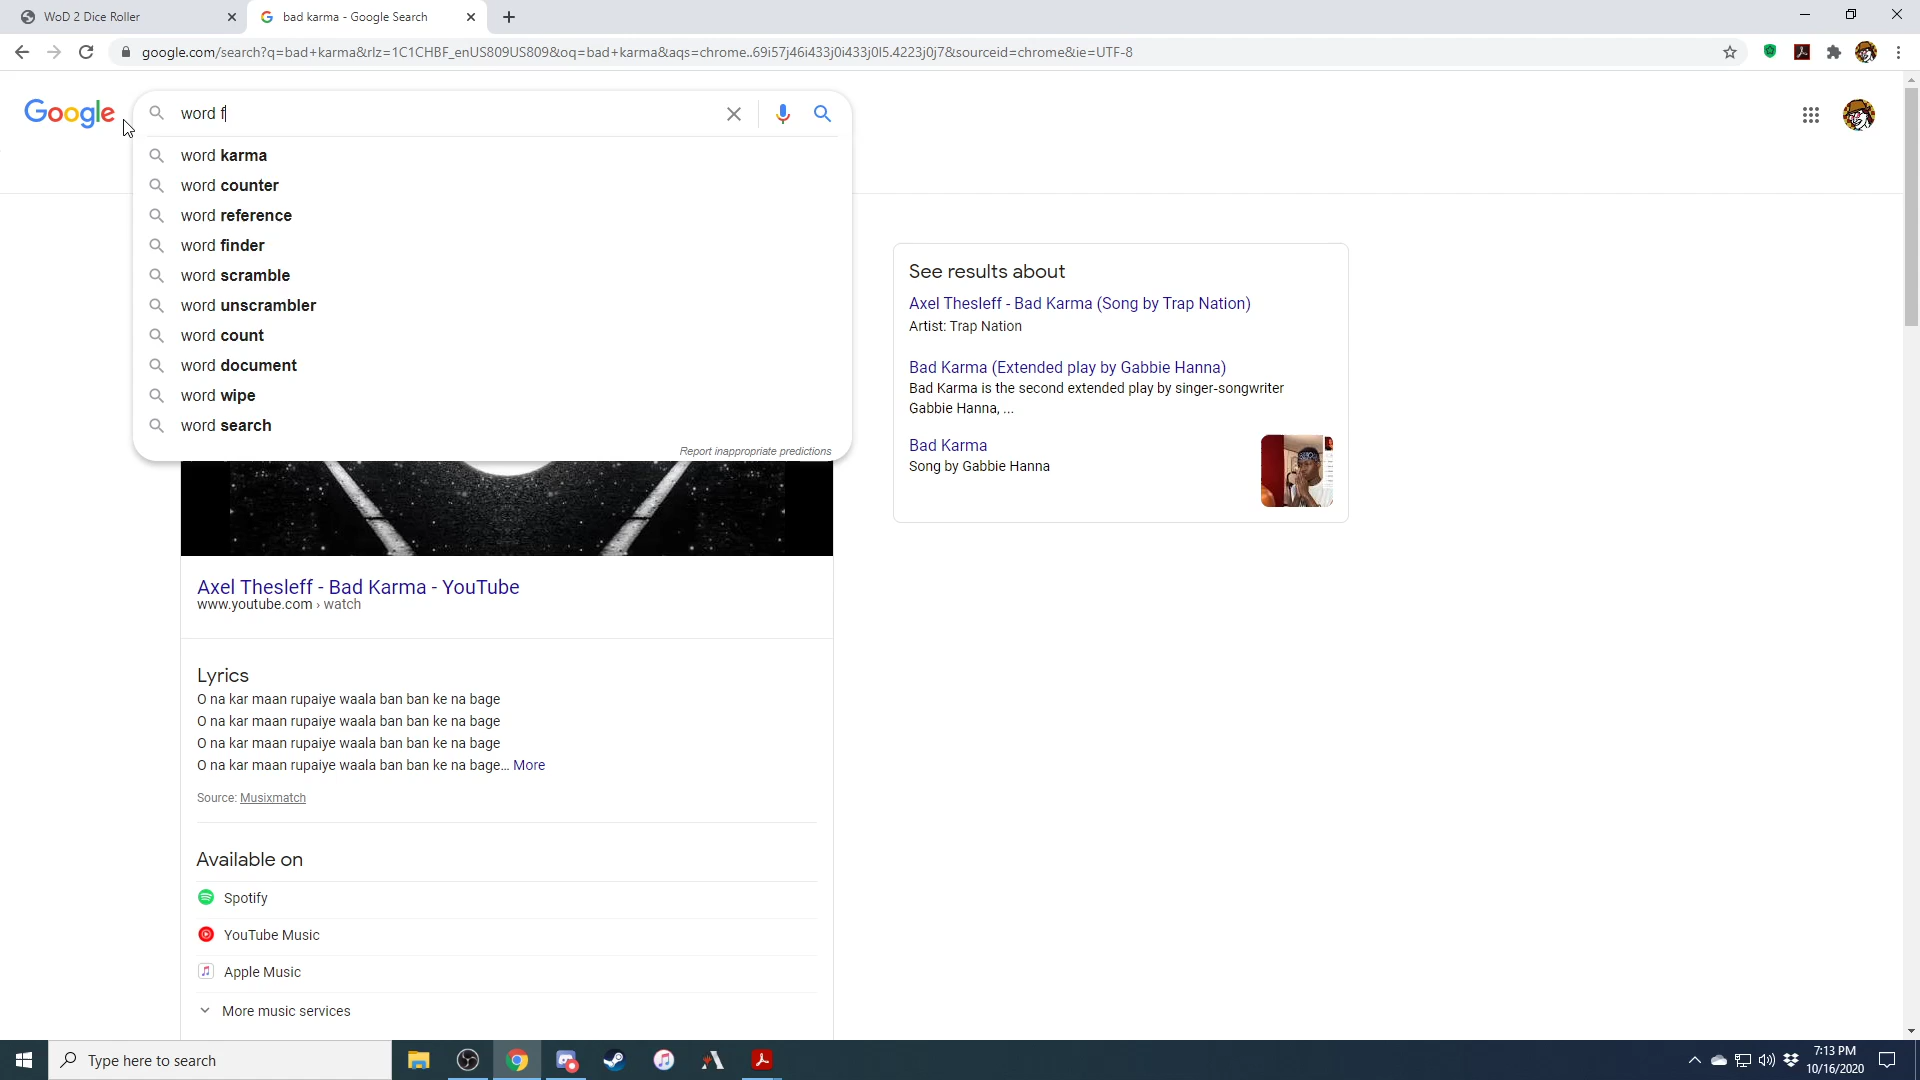 WoD 2 Dice Roller
bad karma - Google Search
google.com/search?q=bad+karma&rlz=1C1CHBF_enUS809US809&oq=bad+karma&aqs=chrome..69i57j46i433j0i433j0l5.4223j0j7&sourceid=chrome&ie=UTF-8
Google
word f
word karma
word counter
word reference
word finder
word scramble
word unscrambler
word count
word document
word wipe
word search
Report inappropriate predictions
Axel Thesleff - Bad Karma - YouTube
www.youtube.com › watch
Lyrics
O na kar maan rupaiye waala ban ban ke na bage
O na kar maan rupaiye waala ban ban ke na bage
O na kar maan rupaiye waala ban ban ke na bage
O na kar maan rupaiye waala ban ban ke na bage... More
Source: Musixmatch
Available on
Spotify
YouTube Music
Apple Music
More music services
See results about
Axel Thesleff - Bad Karma (Song by Trap Nation)
Artist: Trap Nation
Bad Karma (Extended play by Gabbie Hanna)
Bad Karma is the second extended play by singer-songwriter
Gabbie Hanna, ...
Bad Karma
Song by Gabbie Hanna
Type here to search
7:13 PM
10/16/2020